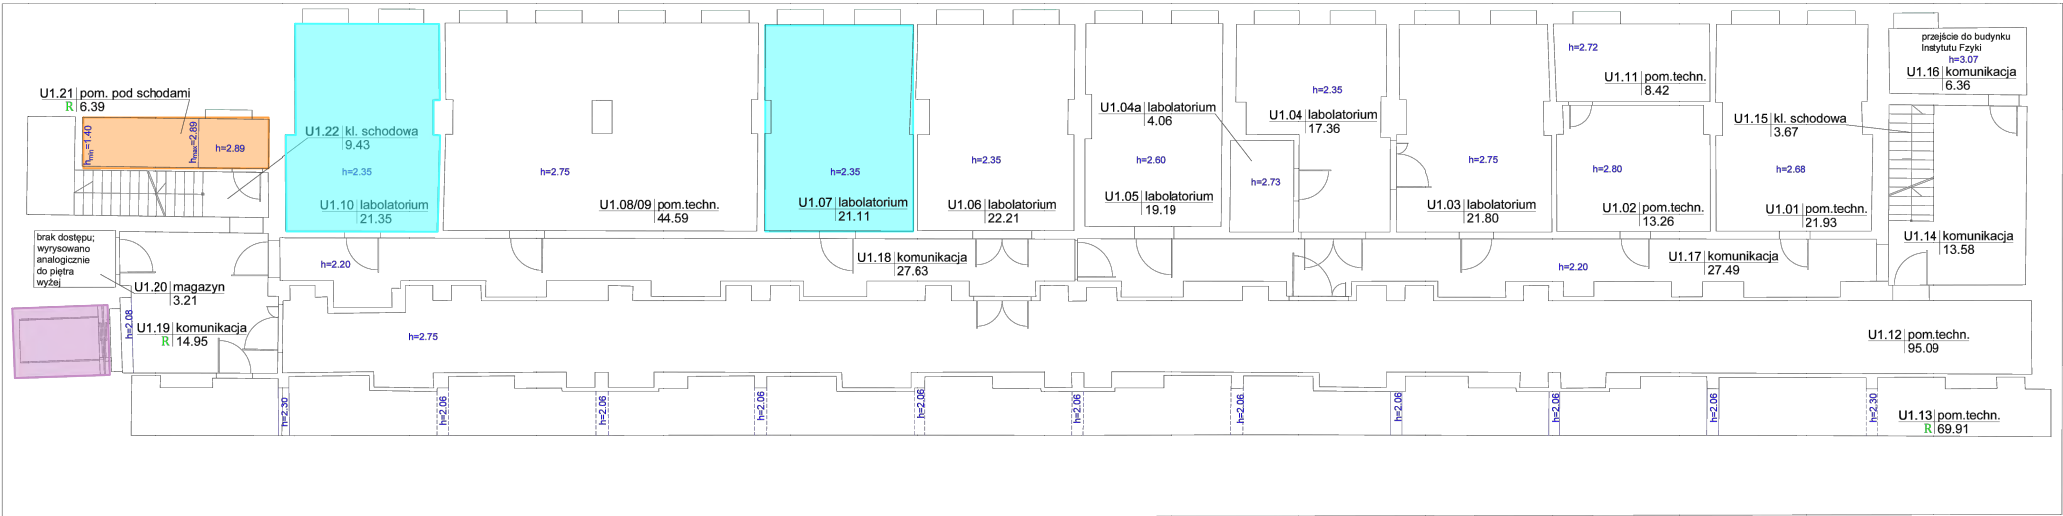 przejście do budynku
Instytutu Fzyki
h=3.07
U1.16 komunikacja
6.36
h=2.72
U1.11 pom.techn.
8.42
U1.21 pom. pod schodami
R 6.39
hmin=1.40
hmax=2.89
h=2.89
U1.22 kl. schodowa
9.43
h=2.35
U1.10 labolatorium
21.35
h=2.75
U1.08/09 pom.techn.
44.59
h=2.35
U1.07 labolatorium
21.11
h=2.35
U1.06 labolatorium
22.21
U1.04a labolatorium
4.06
h=2.60
U1.05 labolatorium
19.19
h=2.73
h=2.35
U1.04 labolatorium
17.36
h=2.75
U1.03 labolatorium
21.80
h=2.80
U1.02 pom.techn.
13.26
U1.15 kl. schodowa
3.67
h=2.68
U1.01 pom.techn.
21.93
U1.14 komunikacja
13.58
brak dostępu;
wyrysowano
analogicznie
do piętra
wyżej
h=2.20
U1.18 komunikacja
27.63
h=2.20
U1.17 komunikacja
27.49
U1.20 magazyn
3.21
h=2.08
U1.19 komunikacja
R 14.95
h=2.75
U1.12 pom.techn.
95.09
h=2.30
h=2.06
h=2.06
h=2.06
h=2.06
h=2.06
h=2.06
h=2.06
h=2.06
h=2.06
h=2.30
U1.13 pom.techn.
R 69.91